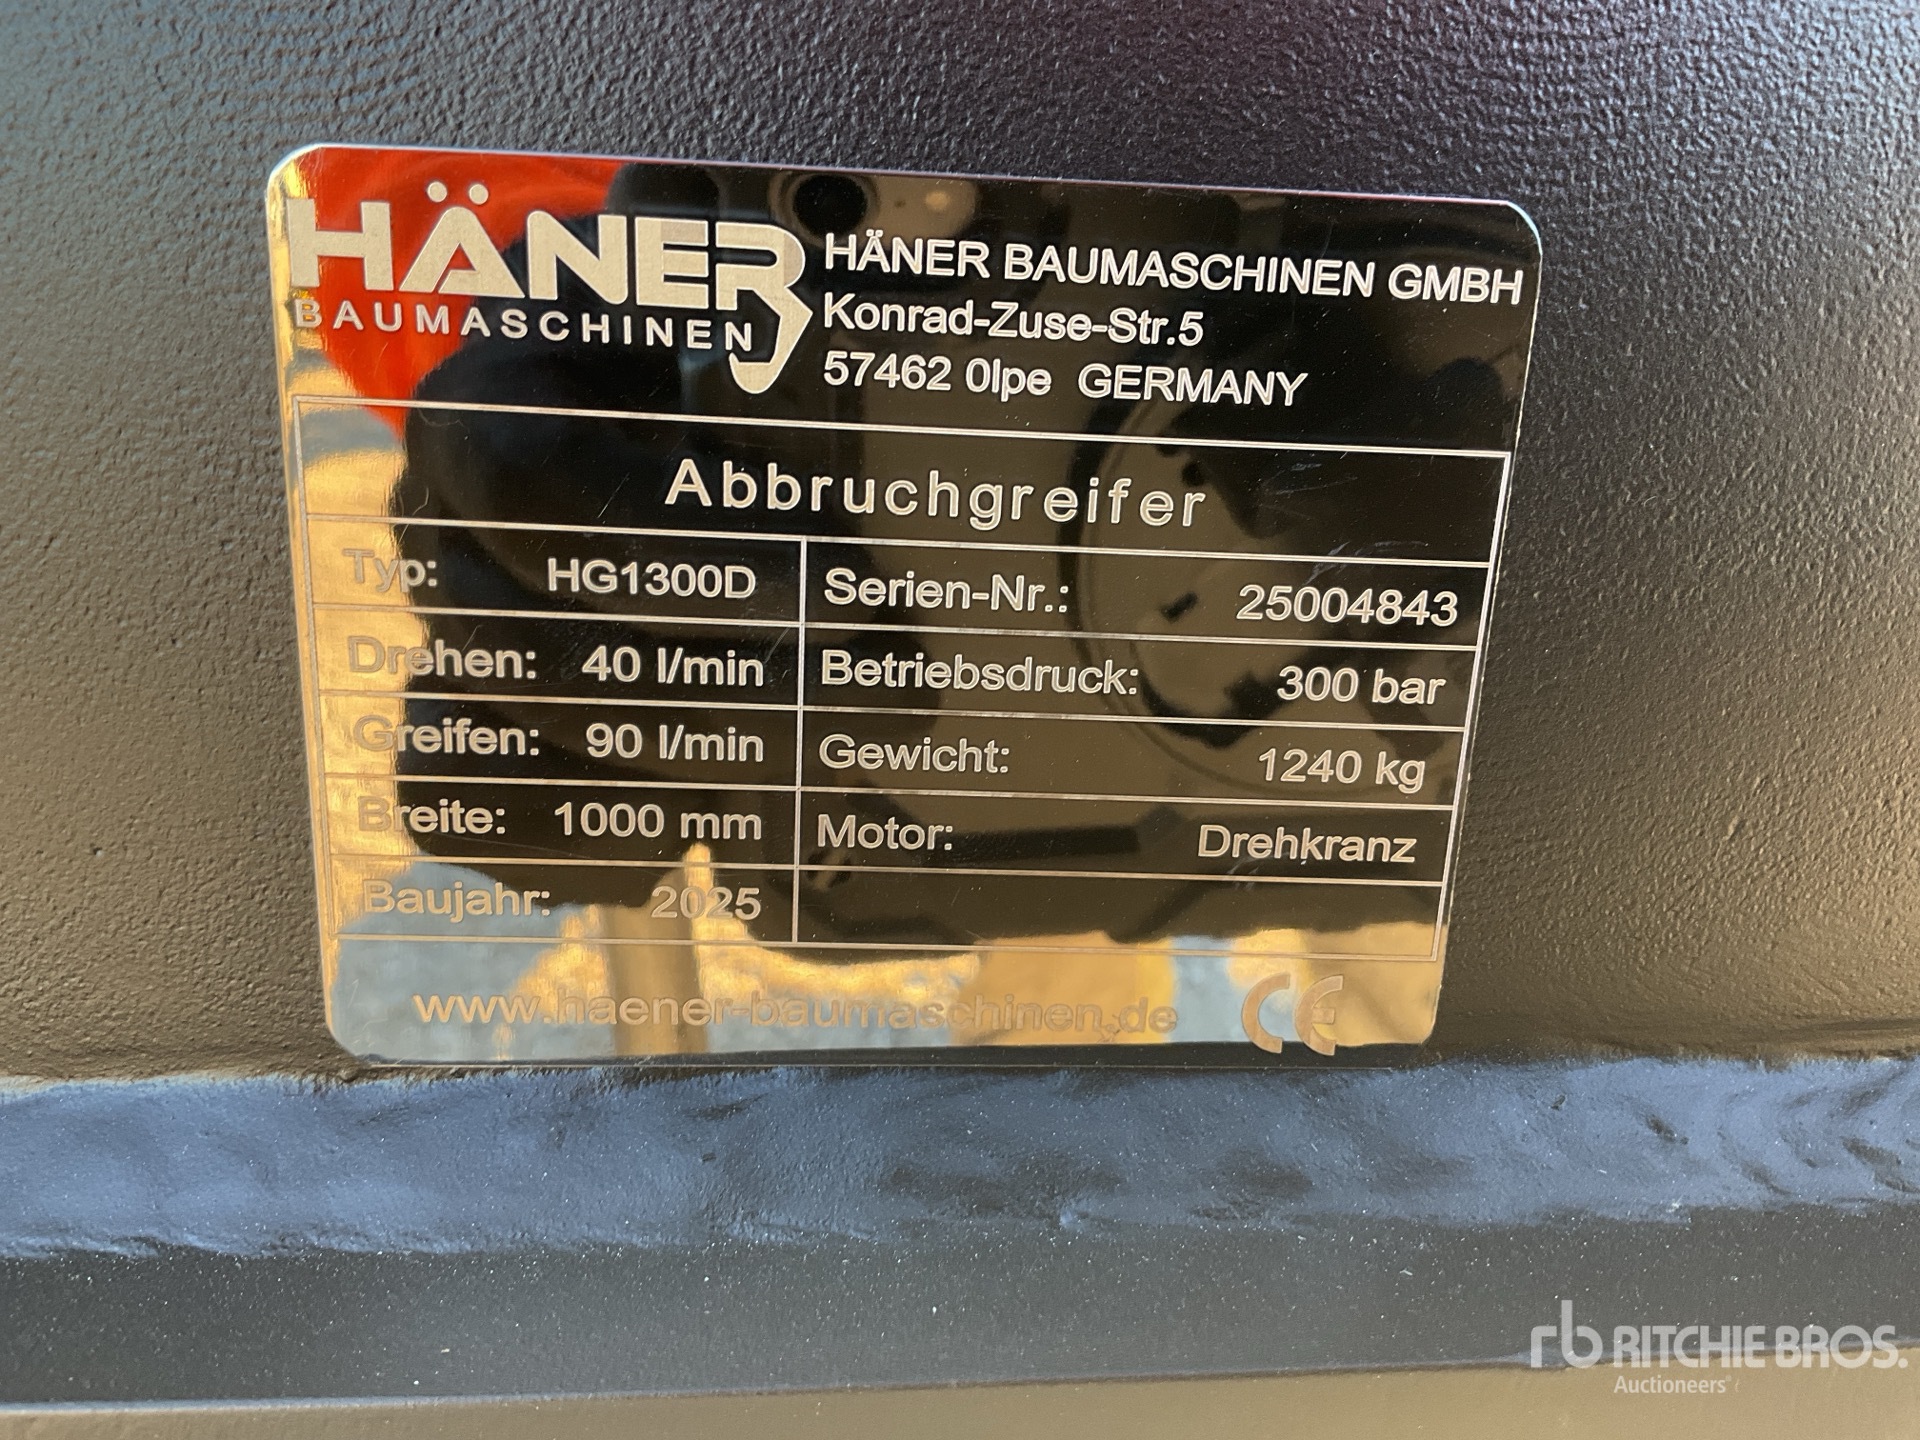 HÄNER
BAUMASCHINEN
HÄNER BAUMASCHINEN GMBH
Konrad-Zuse-Str.5
57462 Olpe GERMANY
Abbruchgreifer
Typ: HG1300D Serien-Nr.: 25004843
Drehen: 40 l/min Betriebsdruck: 300 bar
Greifen: 90 l/min Gewicht: 1240 kg
Breite: 1000 mm Motor: Drehkranz
Baujahr: 2025
www.haener-baumaschinen.de CE
rb RITCHIE BROS.
Auctioneers